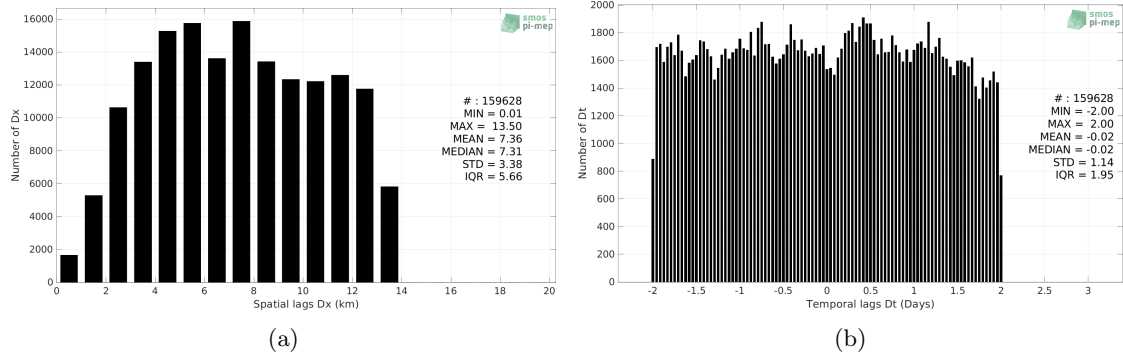 smos
pi-mep
16000
14000
12000
10000
8000
6000
4000
2000
0
Number of Dx
# : 159628
MIN = 0.01
MAX = 13.50
MEAN = 7.36
MEDIAN = 7.31
STD = 3.38
IQR = 5.66
0 2 4 6 8 10 12 14 16 18 20
Spatial lags Dx (km)
(a)
smos
pi-mep
2000
1800
1600
1400
1200
1000
800
600
400
200
0
Number of Dt
# : 159628
MIN = -2.00
MAX = 2.00
MEAN = -0.02
MEDIAN = -0.02
STD = 1.14
IQR = 1.95
-2 -1.5 -1 -0.5 0 0.5 1 1.5 2 2.5 3
Temporal lags Dt (Days)
(b)